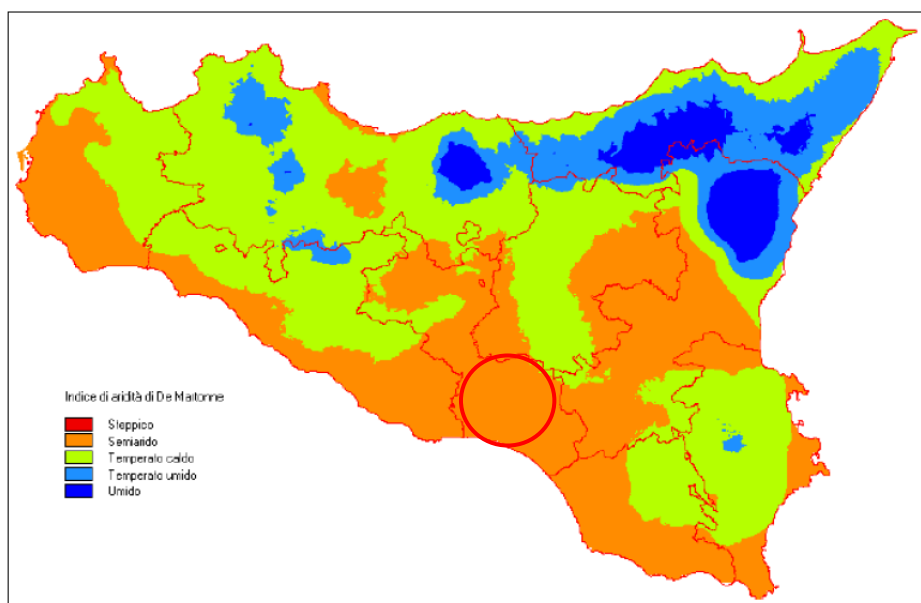 Indice di aridità di De Martonne
Steppico
Semiarido
Temperato caldo
Temperato umido
Umido